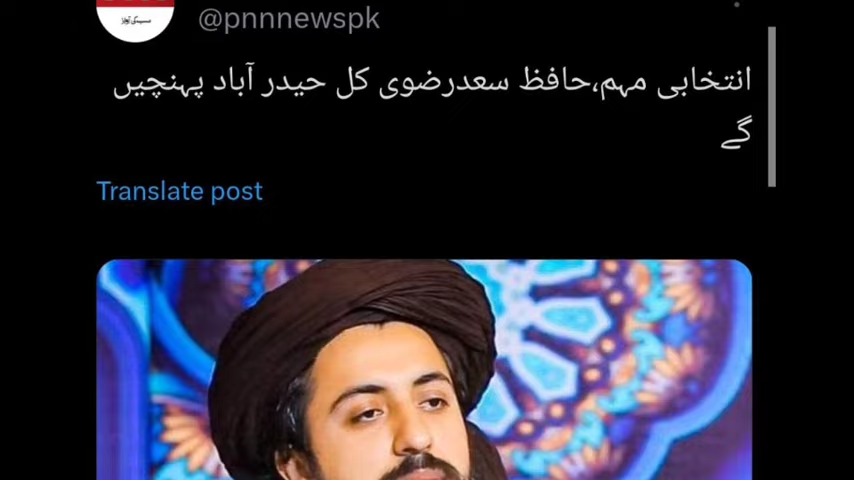 @pnnnewspk
انتخابی مہم،حافظ سعدرضوی کل حیدر آباد پہنچیں
گے
Translate post